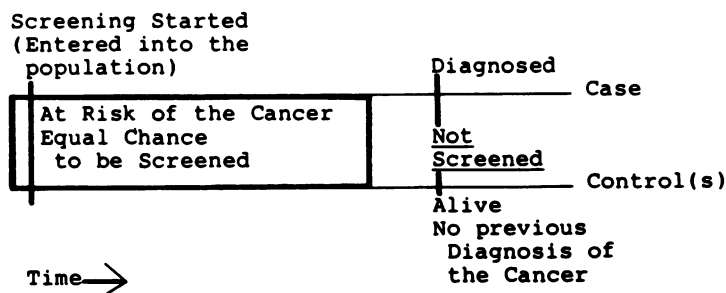 Screening Started
(Entered into the
population)
Diagnosed
Case
At Risk of the Cancer
Equal Chance
to be Screened
Not
Screened
Control(s)
Alive
No previous
Diagnosis of
the Cancer
Time